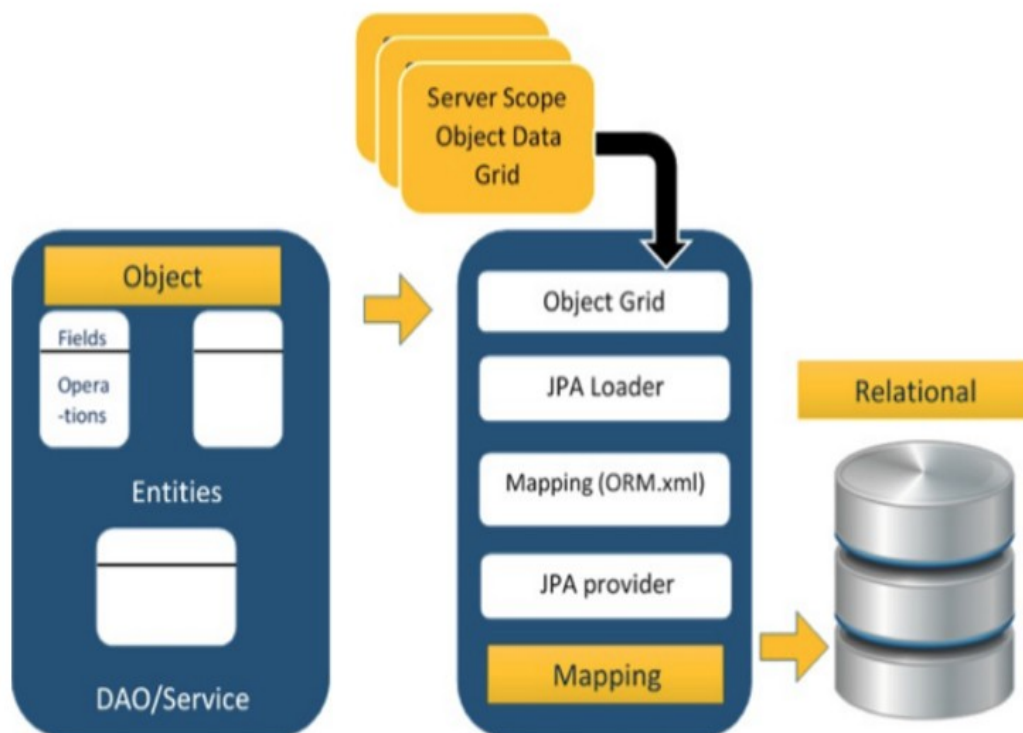 Server Scope
Object Data
Grid
Object
Fields
Opera
-tions
Entities
DAO/Service
Object Grid
JPA Loader
Mapping (ORM.xml)
JPA provider
Mapping
Relational